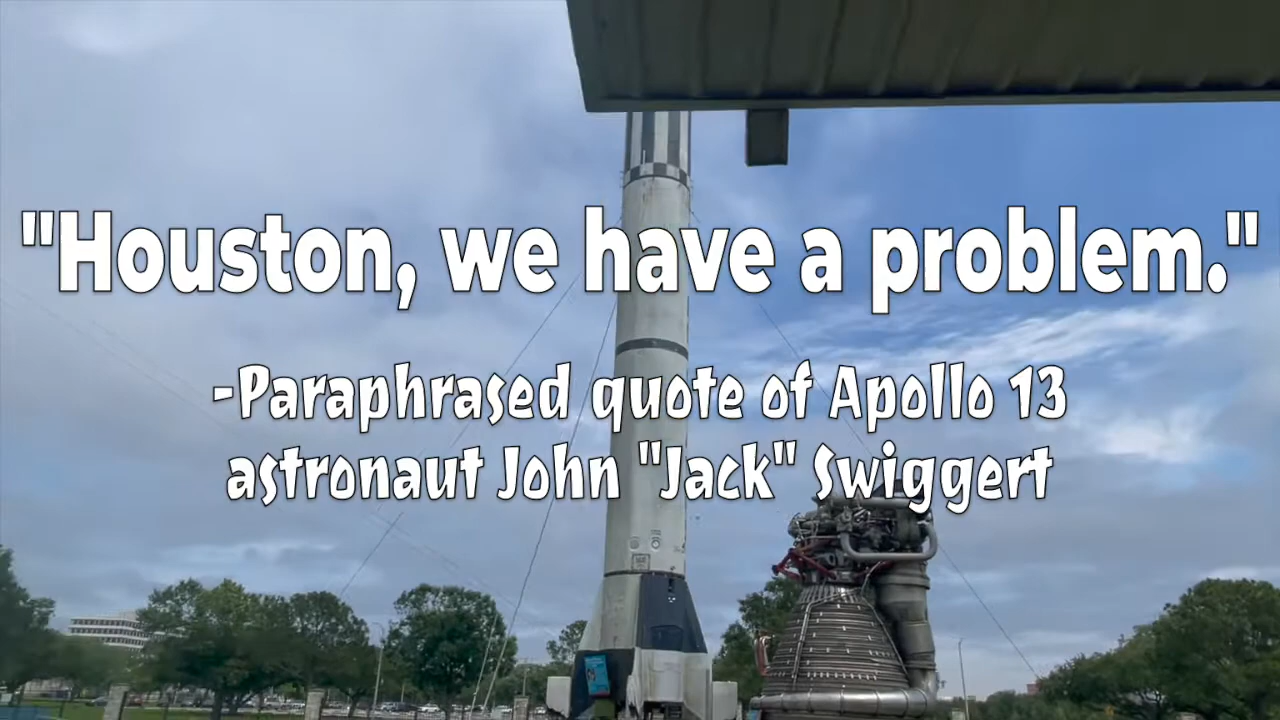 "Houston, we have a problem."
-Paraphrased quote of Apollo 13
astronaut John "Jack" Swiggert